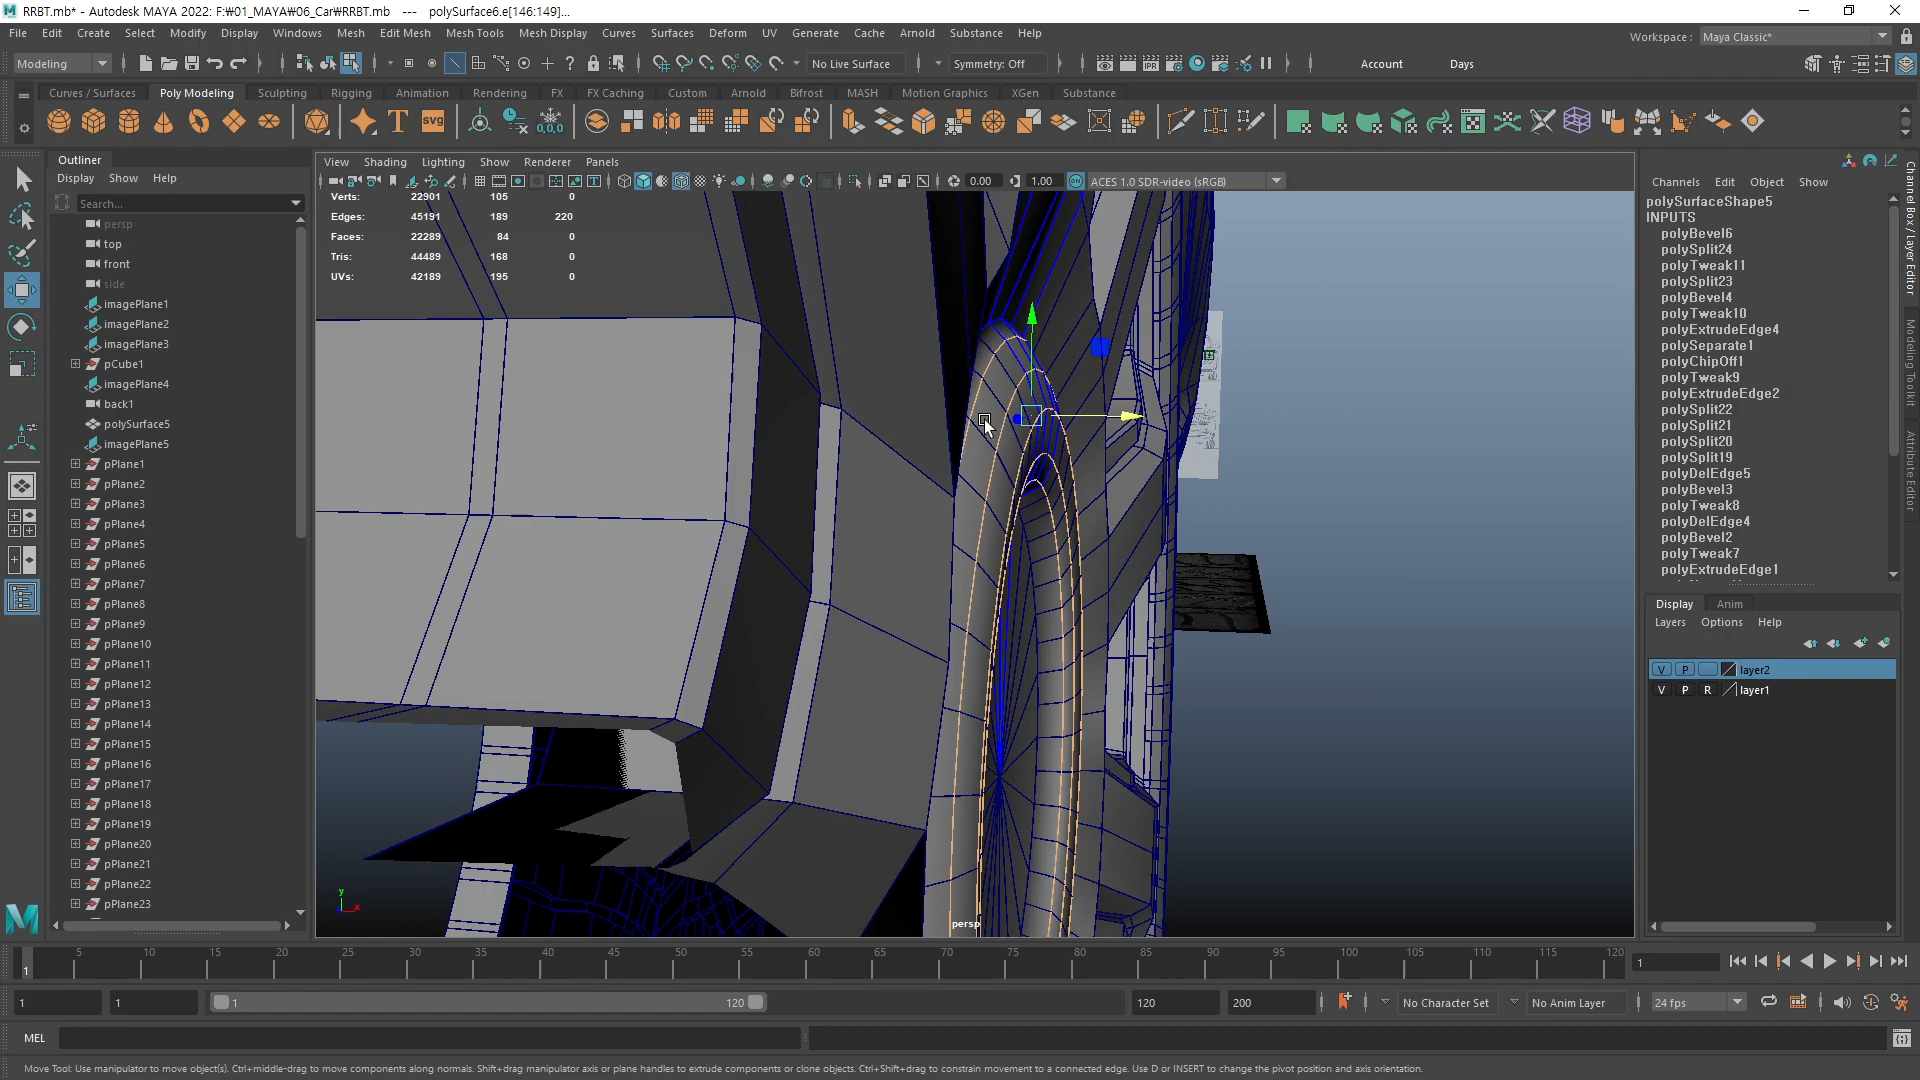 RRBT.mb* - Autodesk MAYA 2022: F:₩01_MAYA₩06_Car₩RRBT.mb --- polySurface6.e[146:149]...
File Edit Create Select Modify Display Windows Mesh Edit Mesh Mesh Tools Mesh Display Curves Surfaces Deform UV Generate Cache Arnold Substance Help
Workspace : Maya Classic*
Modeling No Live Surface Symmetry: Off Account Days
Curves / Surfaces Poly Modeling Sculpting Rigging Animation Rendering FX FX Caching Custom Arnold Bifrost MASH Motion Graphics XGen Substance
Outliner
Display Show Help
Search...
persp
top
front
side
imagePlane1
imagePlane2
imagePlane3
pCube1
imagePlane4
back1
polySurface5
imagePlane5
pPlane1
pPlane2
pPlane3
pPlane4
pPlane5
pPlane6
pPlane7
pPlane8
pPlane9
pPlane10
pPlane11
pPlane12
pPlane13
pPlane14
pPlane15
pPlane16
pPlane17
pPlane18
pPlane19
pPlane20
pPlane21
pPlane22
pPlane23
View Shading Lighting Show Renderer Panels
0.00 1.00 ON ACES 1.0 SDR-video (sRGB)
Verts: 22901 105 0
Edges: 45191 189 220
Faces: 22289 84 0
Tris: 44489 168 0
UVs: 42189 195 0
persp
Channels Edit Object Show
polySurfaceShape5
INPUTS
polyBevel6
polySplit24
polyTweak11
polySplit23
polyBevel4
polyTweak10
polyExtrudeEdge4
polySeparate1
polyChipOff1
polyTweak9
polyExtrudeEdge2
polySplit22
polySplit21
polySplit20
polySplit19
polyDelEdge5
polyBevel3
polyTweak8
polyDelEdge4
polyBevel2
polyTweak7
polyExtrudeEdge1
Channel Box / Layer Editor
Modeling Toolkit
Attribute Editor
Display Anim
Layers Options Help
V P layer2
V P R layer1
5 10 15 20 25 30 35 40 45 50 55 60 65 70 75 80 85 90 95 100 105 110 115 120
1 1
1 1 1 120 120 200 No Character Set No Anim Layer 24 fps
MEL
Move Tool: Use manipulator to move object(s). Ctrl+middle-drag to move components along normals. Shift+drag manipulator axis or plane handles to extrude components or clone objects. Ctrl+Shift+drag to constrain movement to a connected edge. Use D or INSERT to change the pivot position and axis orientation.